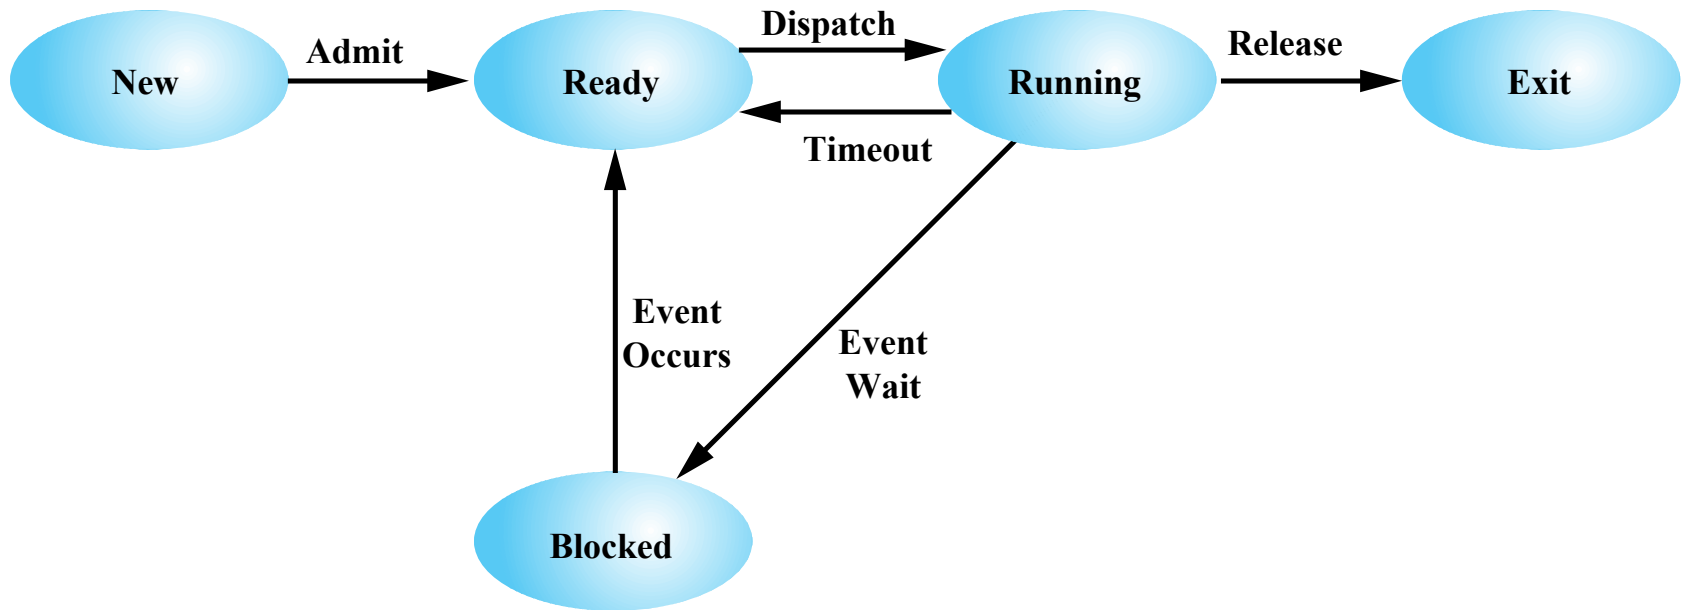 New
Admit
Ready
Dispatch
Timeout
Running
Release
Exit
Event
Occurs
Event
Wait
Blocked